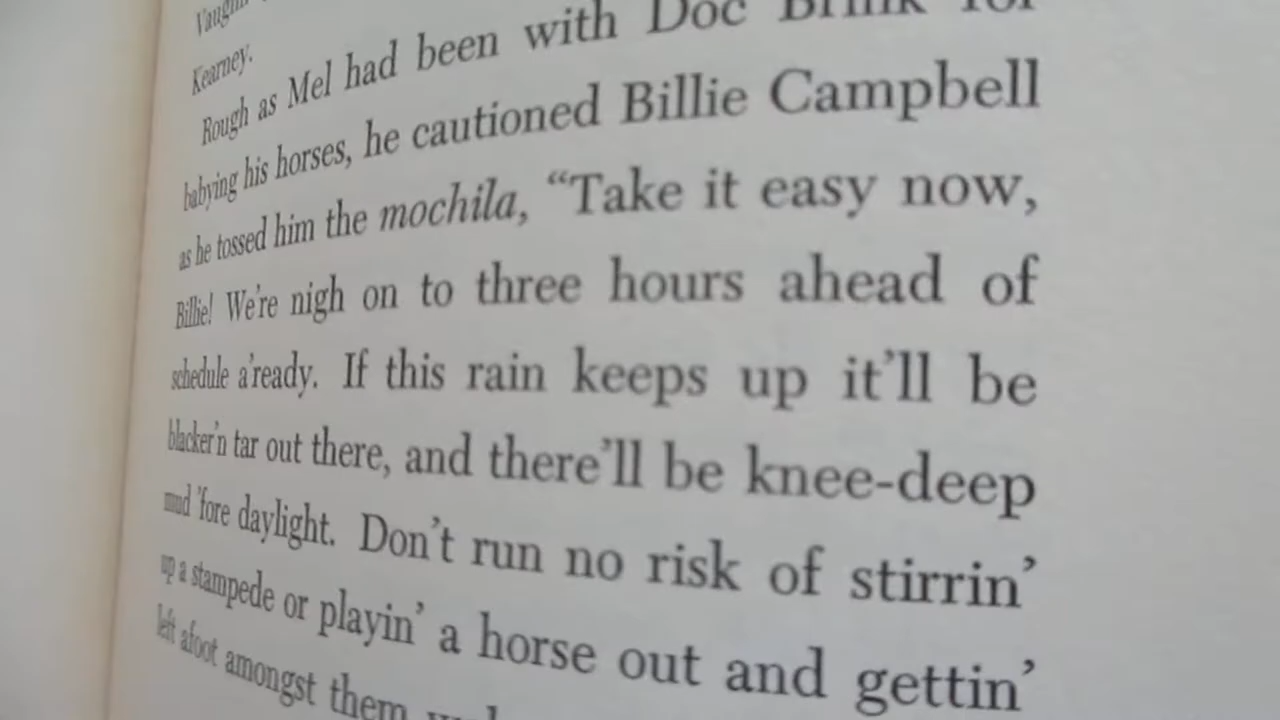 Kearney.
Rough as Mel had been with Doc Brink for
babying his horses, he cautioned Billie Campbell
as he tossed him the mochila, “Take it easy now,
Billie! We’re nigh on to three hours ahead of
schedule a’ready. If this rain keeps up it’ll be
blacker’n tar out there, and there’ll be knee-deep
mud ’fore daylight. Don’t run no risk of stirrin’
up a stampede or playin’ a horse out and gettin’
left afoot amongst them